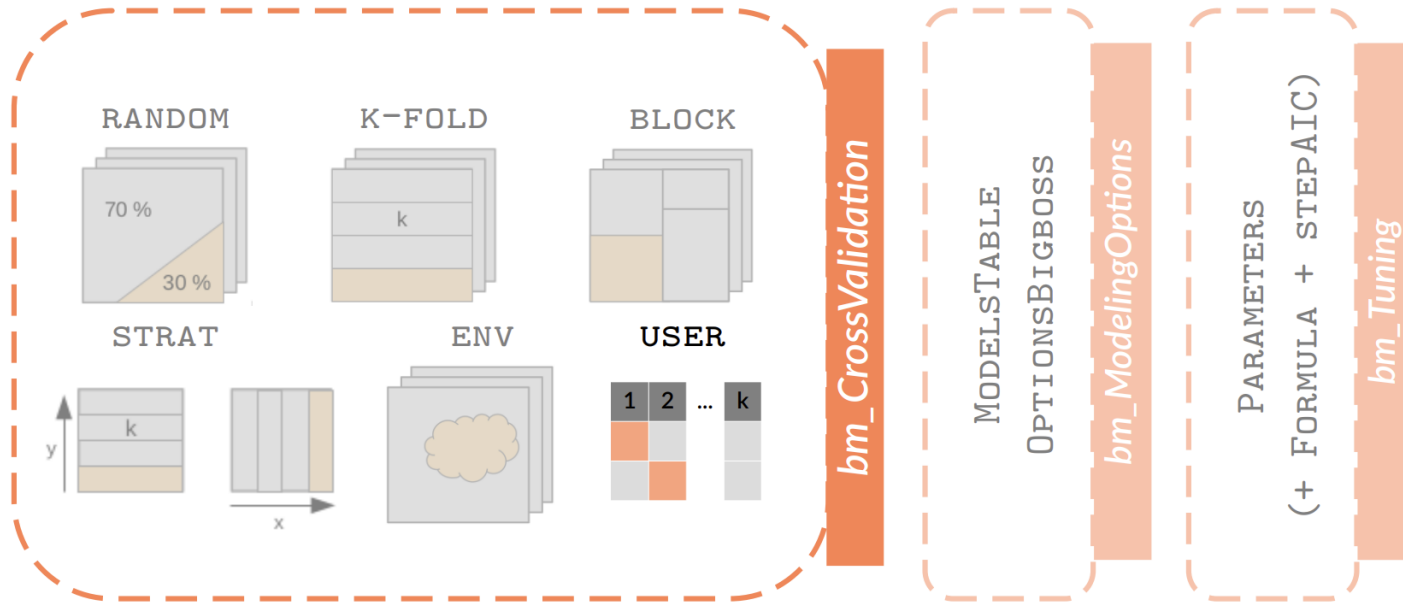 RANDOM
K-FOLD
BLOCK
70 %
30 %
k
STRAT
ENV
USER
y
k
x
1 2 ... k
bm_CrossValidation
MODELSTABLE
OPTIONSBIGBOSS
bm_ModelingOptions
PARAMETERS
(+ FORMULA + STEPAIC)
bm_Tuning